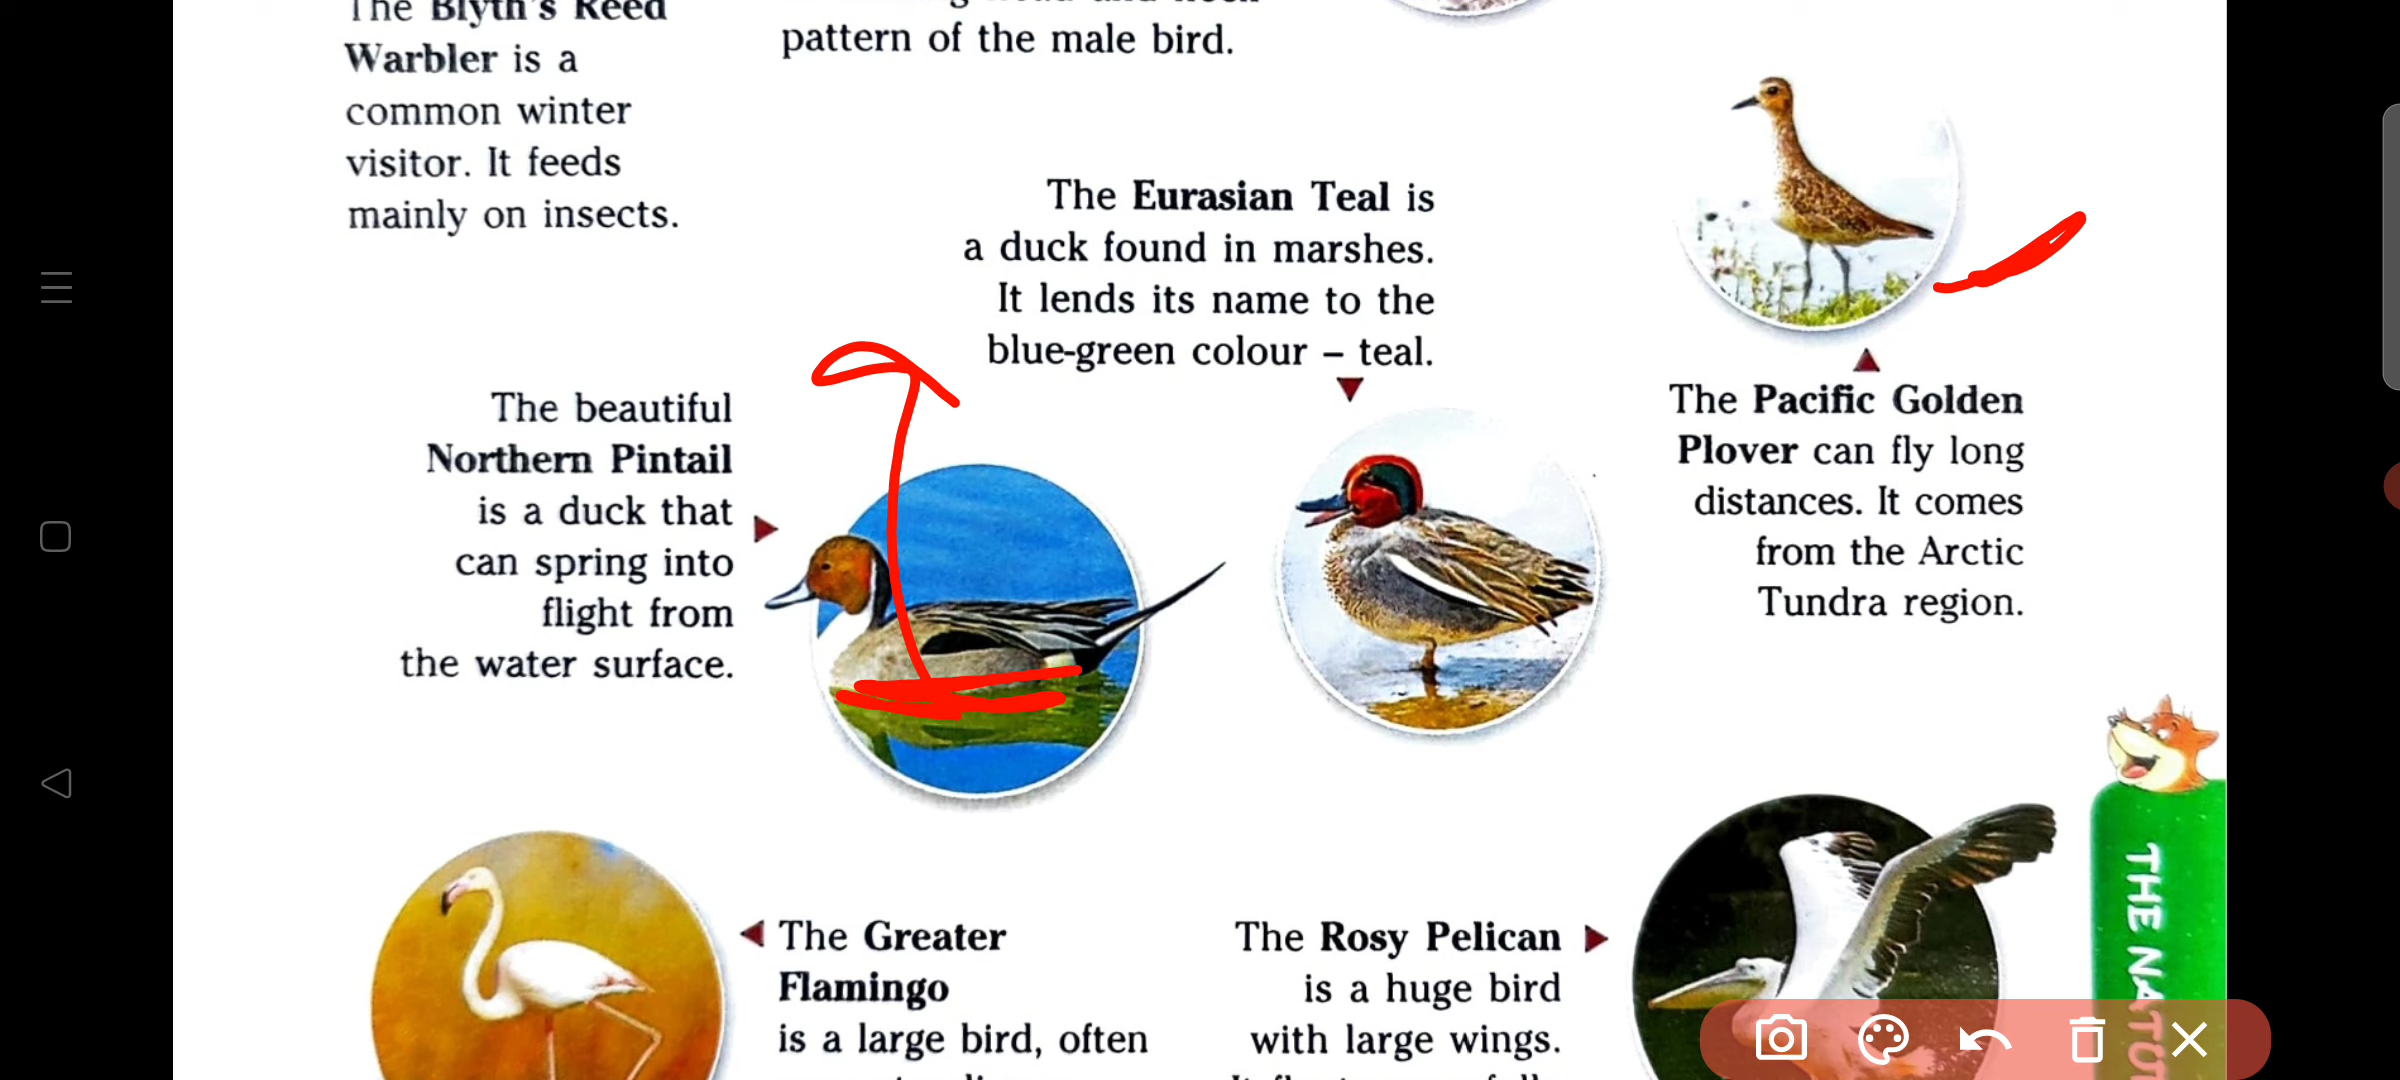 The Blyth's Reed
Warbler is a
common winter
visitor. It feeds
mainly on insects.
pattern of the male bird.
The Eurasian Teal is
a duck found in marshes.
It lends its name to the
blue-green colour – teal.
The Pacific Golden
Plover can fly long
distances. It comes
from the Arctic
Tundra region.
The beautiful
Northern Pintail
is a duck that
can spring into
flight from
the water surface.
The Greater
Flamingo
is a large bird, often
The Rosy Pelican
is a huge bird
with large wings.
THE